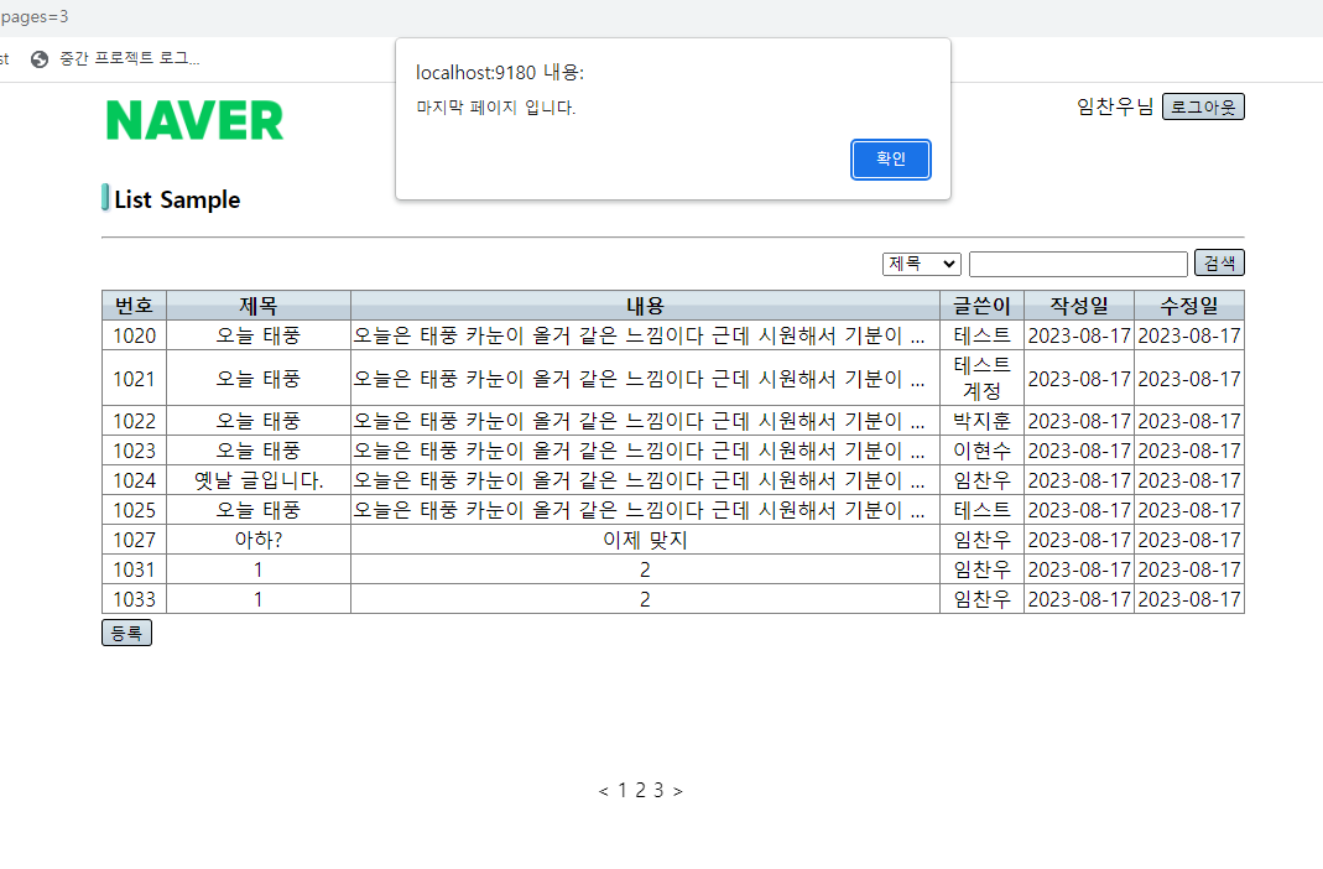 pages=3
st 중간 프로젝트 로그...
localhost:9180 내용:
마지막 페이지 입니다.
확인
NAVER
임찬우님 로그아웃
List Sample
제목 검색
번호 제목 내용 글쓴이 작성일 수정일
1020 오늘 태풍 오늘은 태풍 카눈이 올거 같은 느낌이다 근데 시원해서 기분이 ... 테스트 2023-08-17 2023-08-17
1021 오늘 태풍 오늘은 태풍 카눈이 올거 같은 느낌이다 근데 시원해서 기분이 ... 테스트 계정 2023-08-17 2023-08-17
1022 오늘 태풍 오늘은 태풍 카눈이 올거 같은 느낌이다 근데 시원해서 기분이 ... 박지훈 2023-08-17 2023-08-17
1023 오늘 태풍 오늘은 태풍 카눈이 올거 같은 느낌이다 근데 시원해서 기분이 ... 이현수 2023-08-17 2023-08-17
1024 옛날 글입니다. 오늘은 태풍 카눈이 올거 같은 느낌이다 근데 시원해서 기분이 ... 임찬우 2023-08-17 2023-08-17
1025 오늘 태풍 오늘은 태풍 카눈이 올거 같은 느낌이다 근데 시원해서 기분이 ... 테스트 2023-08-17 2023-08-17
1027 아하? 이제 맞지 임찬우 2023-08-17 2023-08-17
1031 1 2 임찬우 2023-08-17 2023-08-17
1033 1 2 임찬우 2023-08-17 2023-08-17
등록
< 1 2 3 >